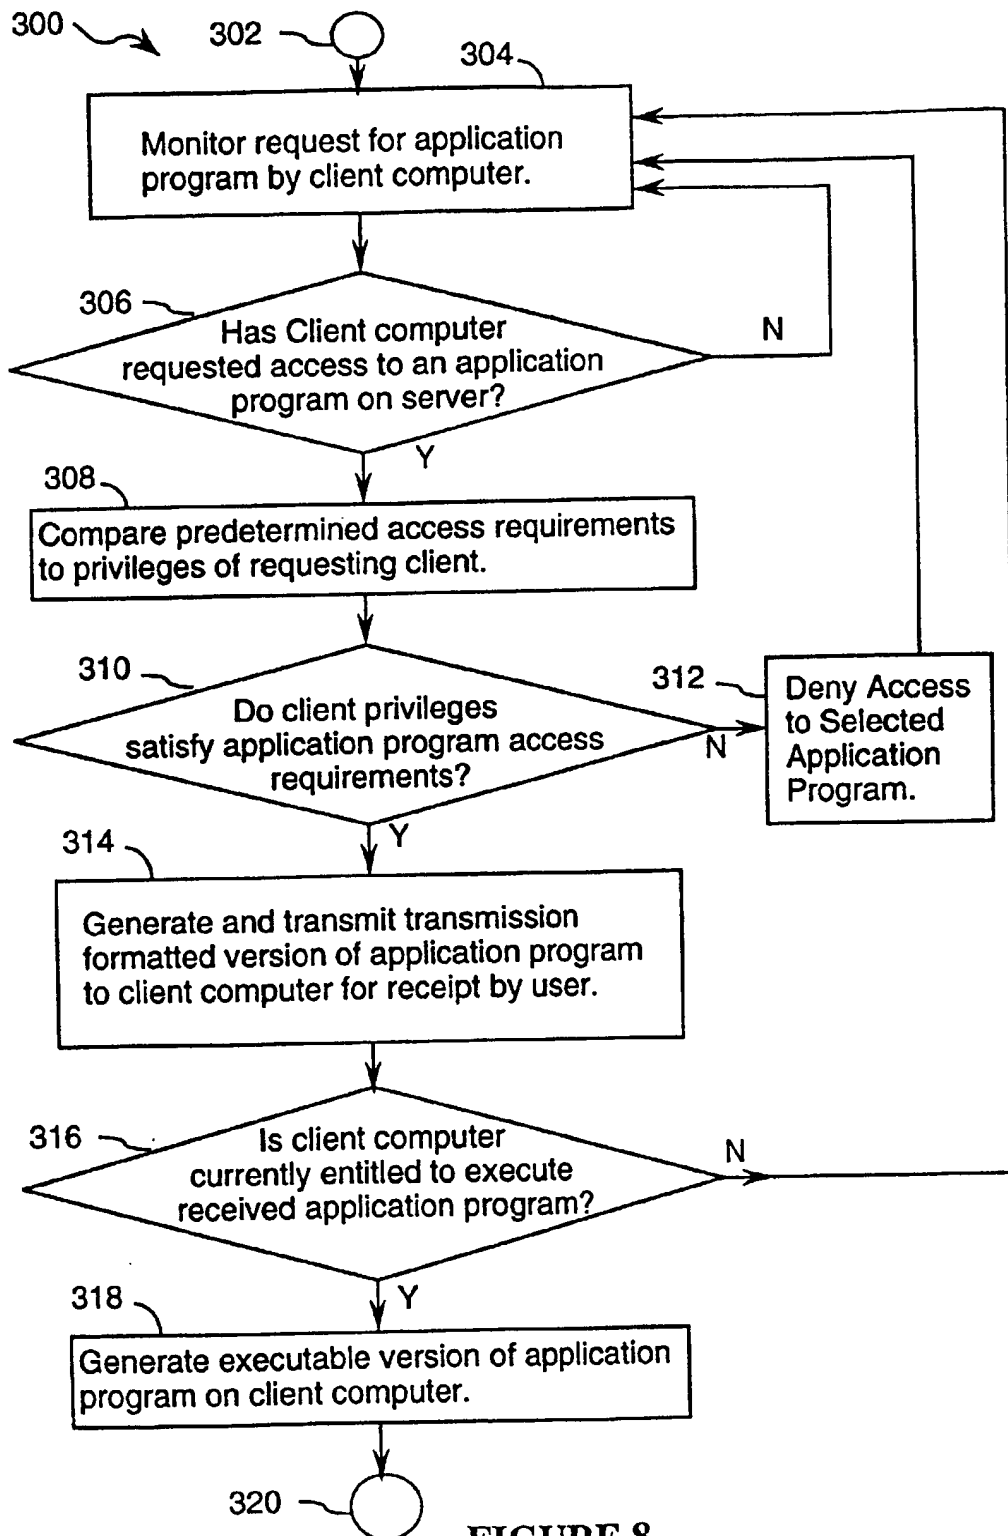 300
302
304
Monitor request for application
program by client computer.
306
Has Client computer
requested access to an application
program on server?
N
Y
308
Compare predetermined access requirements
to privileges of requesting client.
310
Do client privileges
satisfy application program access
requirements?
N
312
Deny Access
to Selected
Application
Program.
Y
314
Generate and transmit transmission
formatted version of application program
to client computer for receipt by user.
316
Is client computer
currently entitled to execute
received application program?
N
Y
318
Generate executable version of application
program on client computer.
320
FIGURE 8